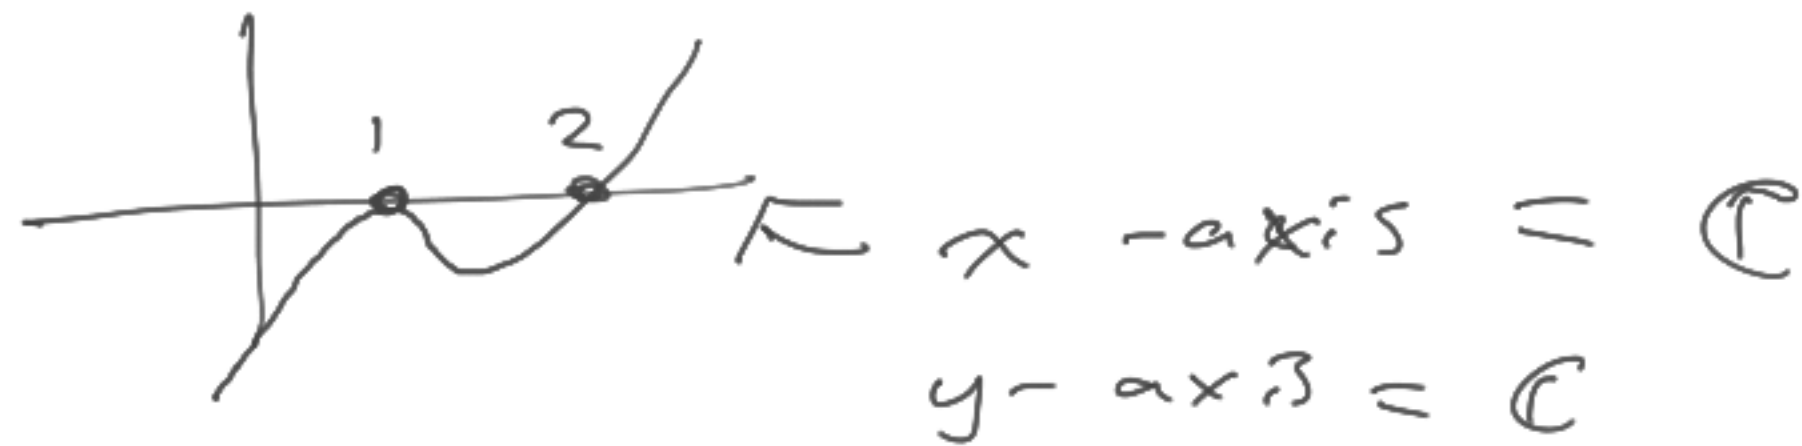 1 2
x-axis = ℂ
y-axis = ℂ